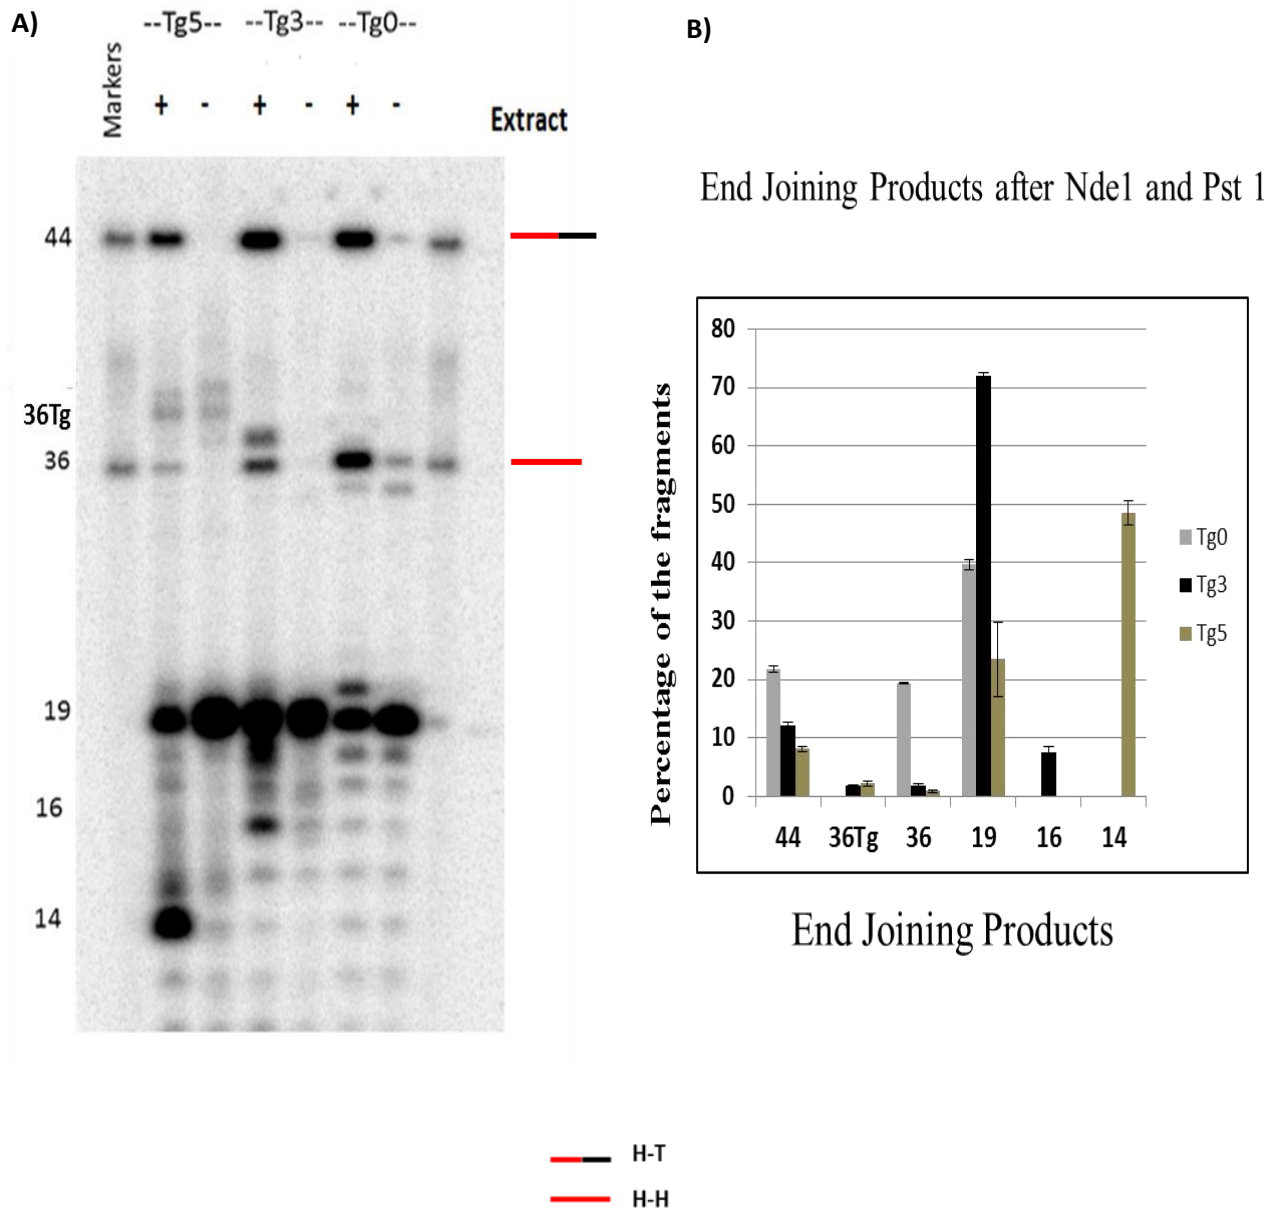 A)
--Tg5-- --Tg3-- --Tg0--
Markers
+ - + - + -
Extract
44
36Tg
36
19
16
14
B)
End Joining Products after Nde1 and Pst 1
Percentage of the fragments
80
70
60
50
40
30
20
10
0
44 36Tg 36 19 16 14
Tg0
Tg3
Tg5
End Joining Products
H-T
H-H